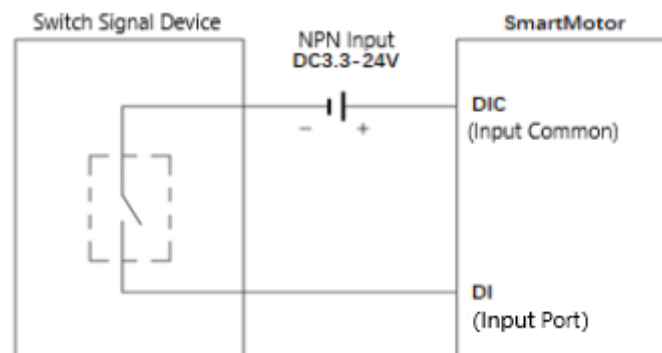 Switch Signal Device
NPN Input
DC3.3-24V
SmartMotor
DIC
(Input Common)
− +
DI
(Input Port)